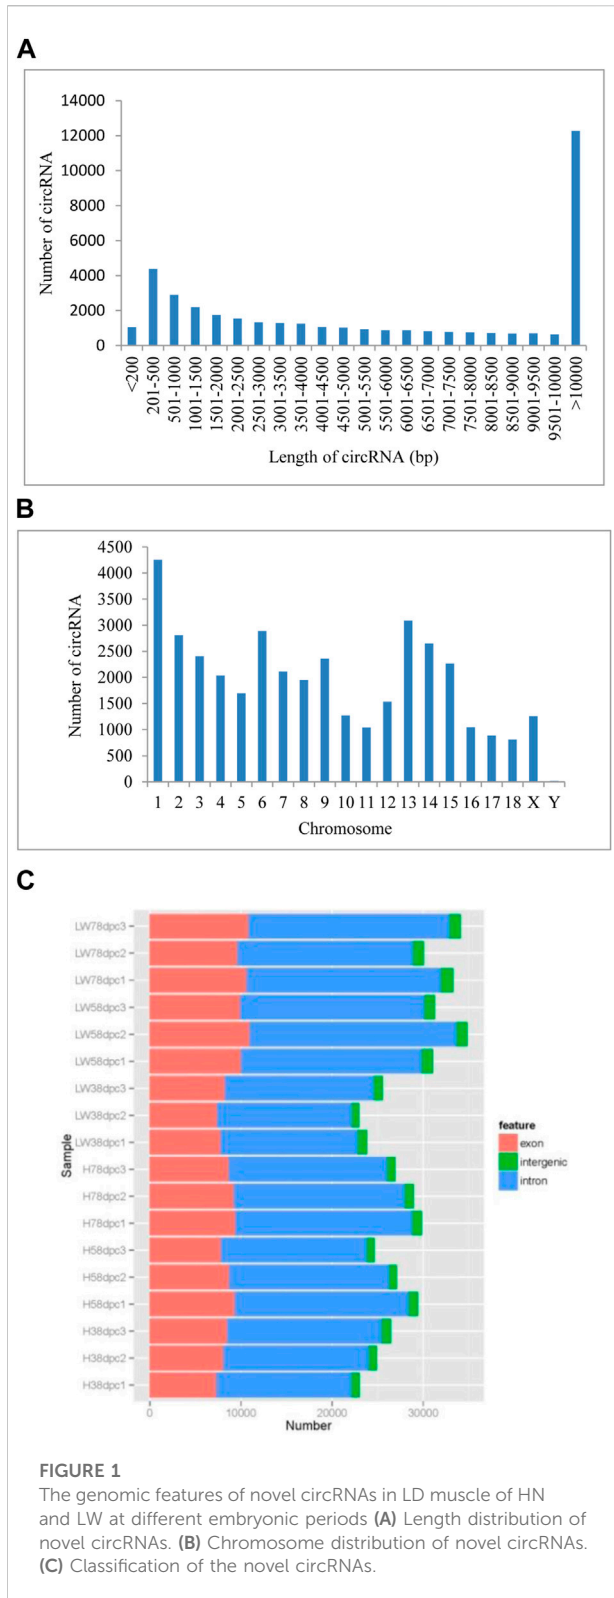 A
14000
12000
10000
8000
6000
4000
2000
0
Number of circRNA
<200
201-500
501-1000
1001-1500
1501-2000
2001-2500
2501-3000
3001-3500
3501-4000
4001-4500
4501-5000
5001-5500
5501-6000
6001-6500
6501-7000
7001-7500
7501-8000
8001-8500
8501-9000
9001-9500
9501-10000
>10000
Length of circRNA (bp)
B
4500
4000
3500
3000
2500
2000
1500
1000
500
0
Number of circRNA
1 2 3 4 5 6 7 8 9 10 11 12 13 14 15 16 17 18 X Y
Chromosome
C
LW78dpc3
LW78dpc2
LW78dpc1
LW58dpc3
LW58dpc2
LW58dpc1
LW38dpc3
LW38dpc2
LW38dpc1
H78dpc3
H78dpc2
H78dpc1
H58dpc3
H58dpc2
H58dpc1
H38dpc3
H38dpc2
H38dpc1
Sample
0 10000 20000 30000
Number
feature
exon
intergenic
intron
FIGURE 1
The genomic features of novel circRNAs in LD muscle of HN
and LW at different embryonic periods (A) Length distribution of
novel circRNAs. (B) Chromosome distribution of novel circRNAs.
(C) Classification of the novel circRNAs.